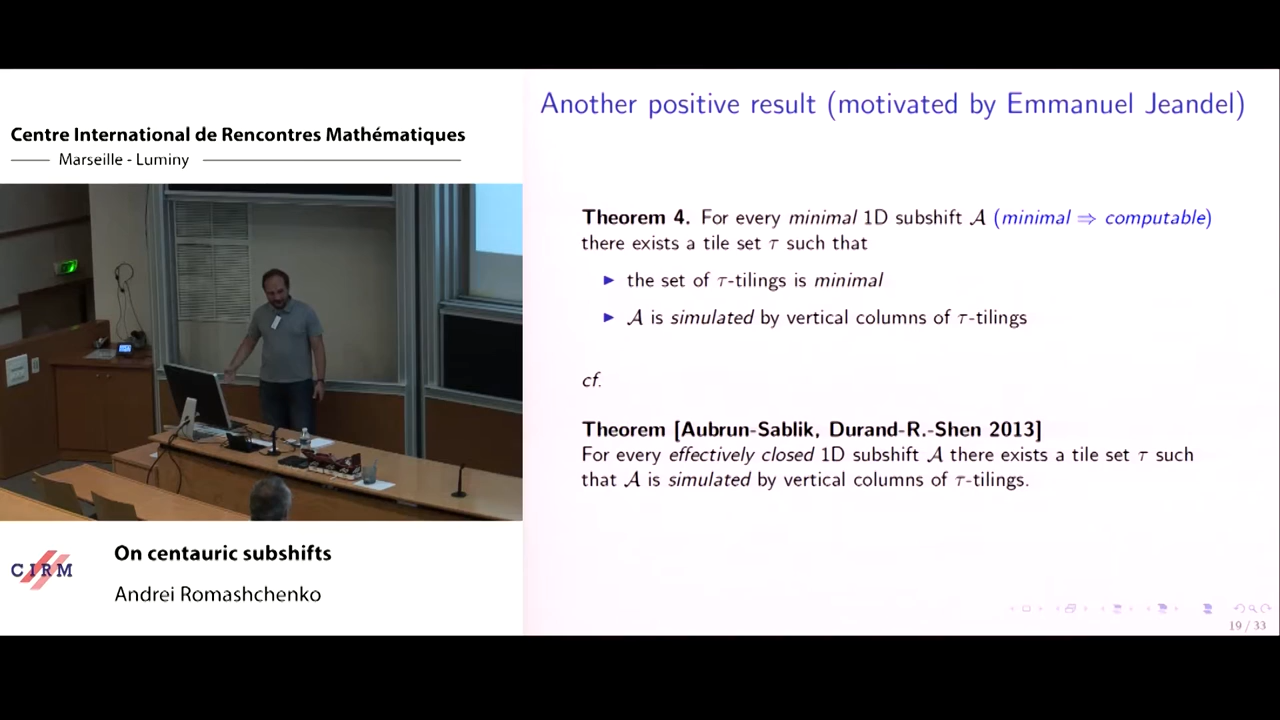 Centre International de Rencontres Mathématiques
Marseille - Luminy
Another positive result (motivated by Emmanuel Jeandel)
Theorem 4. For every minimal 1D subshift 𝒜 (minimal ⇒ computable)
there exists a tile set τ such that
▶ the set of τ-tilings is minimal
▶ 𝒜 is simulated by vertical columns of τ-tilings
cf.
Theorem [Aubrun-Sablik, Durand-R.-Shen 2013]
For every effectively closed 1D subshift 𝒜 there exists a tile set τ such
that 𝒜 is simulated by vertical columns of τ-tilings.
19 / 33
CIRM
On centauric subshifts
Andrei Romashchenko